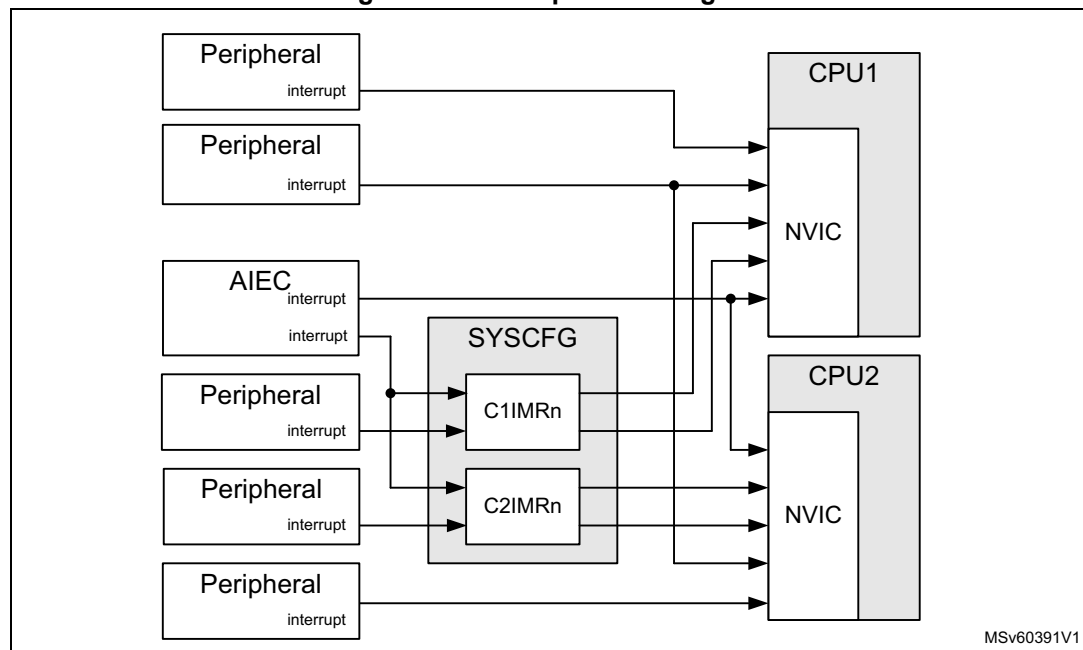 Peripheral
interrupt
Peripheral
interrupt
AIEC
interrupt
interrupt
Peripheral
interrupt
Peripheral
interrupt
Peripheral
interrupt
SYSCFG
C1IMRn
C2IMRn
CPU1
NVIC
CPU2
NVIC
MSv60391V1